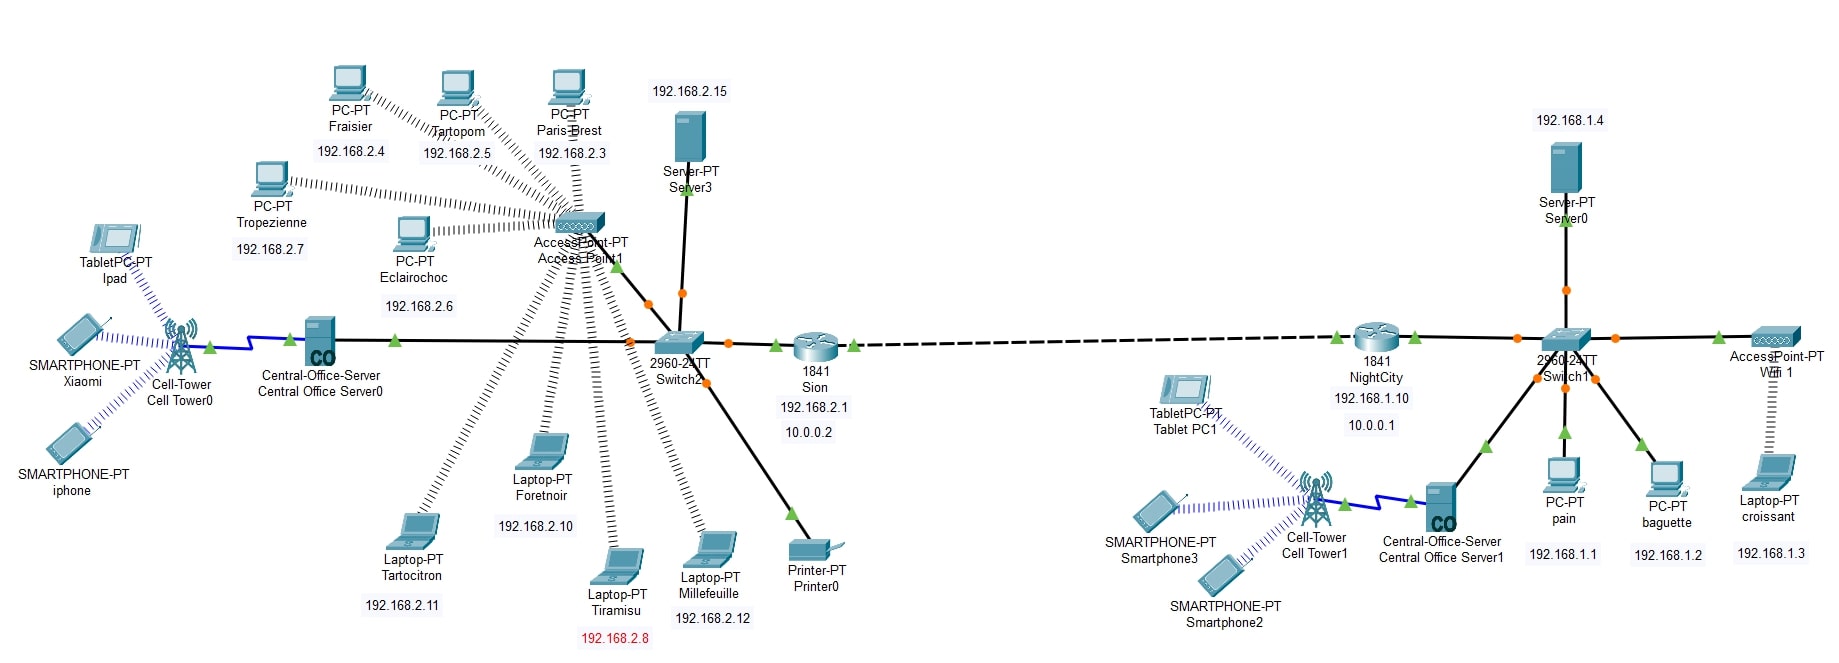 PC-PT
Fraisier
192.168.2.4
PC-PT
Tartopom
192.168.2.5
PC-PT
Paris-Brest
192.168.2.3
192.168.2.15
Server-PT
Server3
PC-PT
Tropezienne
192.168.2.7
PC-PT
Eclairochoc
192.168.2.6
AccessPoint-PT
Access Point1
TabletPC-PT
Ipad
SMARTPHONE-PT
Xiaomi
SMARTPHONE-PT
iphone
Cell-Tower
Cell Tower0
CO
Central-Office-Server
Central Office Server0
2960-24TT
Switch2
1841
Sion
192.168.2.1
10.0.0.2
Laptop-PT
Foretnoir
192.168.2.10
Laptop-PT
Tartocitron
192.168.2.11
Laptop-PT
Tiramisu
192.168.2.8
Laptop-PT
Millefeuille
192.168.2.12
Printer-PT
Printer0
192.168.1.4
Server-PT
Server0
1841
NightCity
192.168.1.10
10.0.0.1
2960-24TT
Switch1
AccessPoint-PT
Wifi 1
TabletPC-PT
Tablet PC1
SMARTPHONE-PT
Smartphone3
SMARTPHONE-PT
Smartphone2
Cell-Tower
Cell Tower1
CO
Central-Office-Server
Central Office Server1
PC-PT
pain
192.168.1.1
PC-PT
baguette
192.168.1.2
Laptop-PT
croissant
192.168.1.3